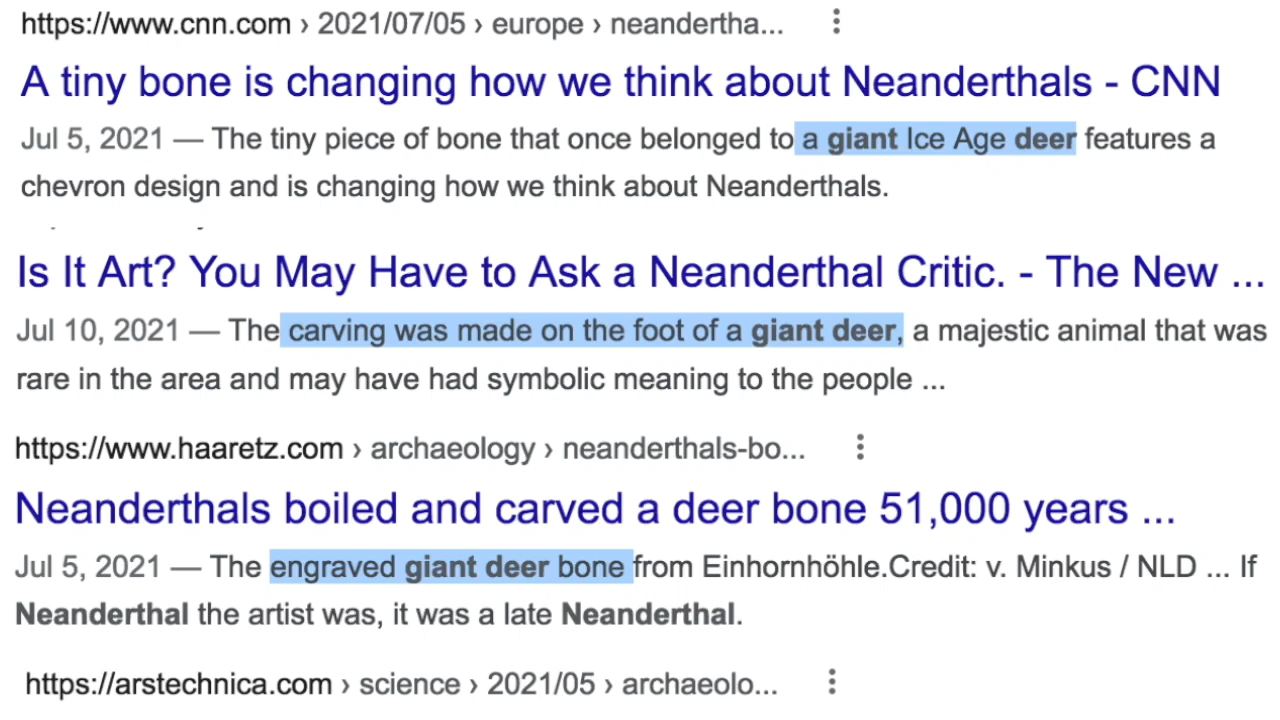 https://www.cnn.com › 2021/07/05 › europe › neandertha...
A tiny bone is changing how we think about Neanderthals - CNN
Jul 5, 2021 — The tiny piece of bone that once belonged to a giant Ice Age deer features a
chevron design and is changing how we think about Neanderthals.
Is It Art? You May Have to Ask a Neanderthal Critic. - The New ...
Jul 10, 2021 — The carving was made on the foot of a giant deer, a majestic animal that was
rare in the area and may have had symbolic meaning to the people ...
https://www.haaretz.com › archaeology › neanderthals-bo...
Neanderthals boiled and carved a deer bone 51,000 years ...
Jul 5, 2021 — The engraved giant deer bone from Einhornhöhle.Credit: v. Minkus / NLD ... If
Neanderthal the artist was, it was a late Neanderthal.
https://arstechnica.com › science › 2021/05 › archaeolo...